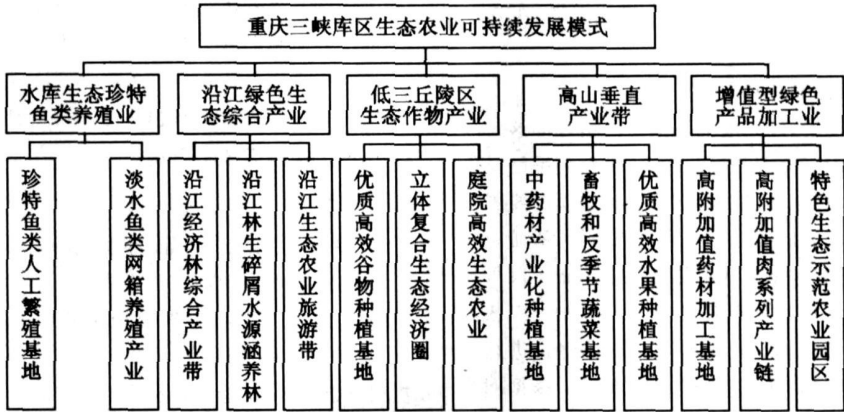 重庆三峡库区生态农业可持续发展模式
水库生态珍特
鱼类养殖业
沿江绿色生
态综合产业
低三丘陵区
生态作物产业
高山垂直
产业带
增值型绿色
产品加工业
珍特鱼类人工繁殖基地
淡水鱼类网箱养殖产业
沿江经济林综合产业带
沿江林生碎屑水源涵养林
沿江生态农业旅游带
优质高效谷物种植基地
立体复合生态经济圈
庭院高效生态农业
中药材产业化种植基地
畜牧和反季节蔬菜基地
优质高效水果种植基地
高附加值药材加工基地
高附加值肉系列产业链
特色生态示范农业园区